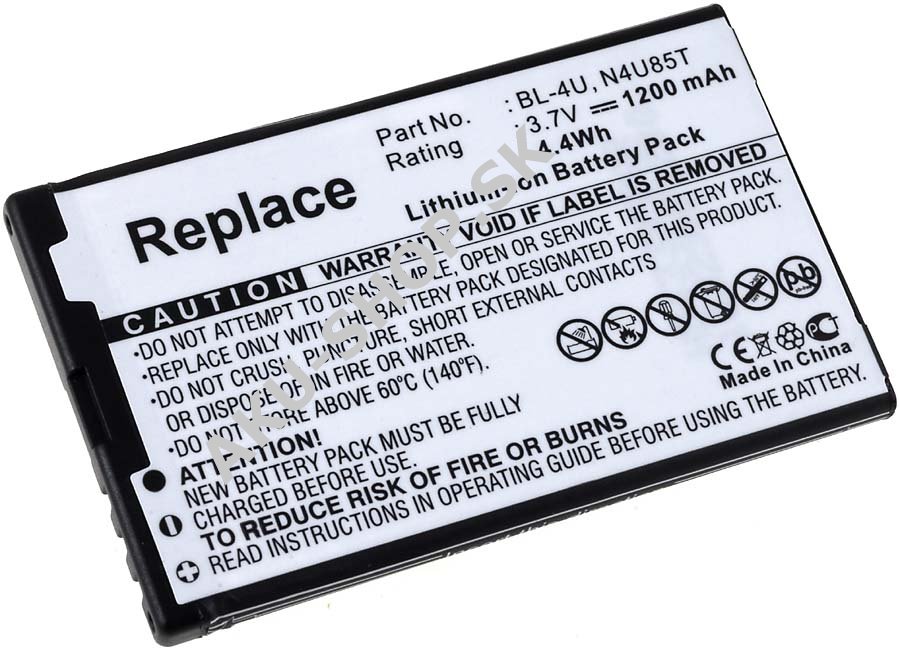 Replace
Part No. : BL-4U, N4U85T
Rating : 3.7V 1200 mAh
4.4Wh
Lithium-ion Battery Pack
CAUTION WARRANTY VOID IF LABEL IS REMOVED
•DO NOT ATTEMPT TO DISASSEMBLE, OPEN OR SERVICE BATTERY PACK.
•REPLACE ONLY WITH THE BATTERY PACK DESIGNATED FOR THIS PRODUCT.
•DO NOT CRUSH, PUNCTURE, SHORT EXTERNAL CONTACTS
OR DISPOSE IN FIRE OR WATER.
•DO NOT STORE ABOVE 60°C (140°F)
ATTENTION!
NEW BATTERY PACK MUST BE FULLY
CHARGED BEFORE FIRST USE.
TO REDUCE RISK OF FIRE OR BURNS
SEE INSTRUCTIONS IN OPERATING GUIDE BEFORE USING THE BATTERY.
Pb
CE
Made In China
+
−
AKU-SHOP.SK